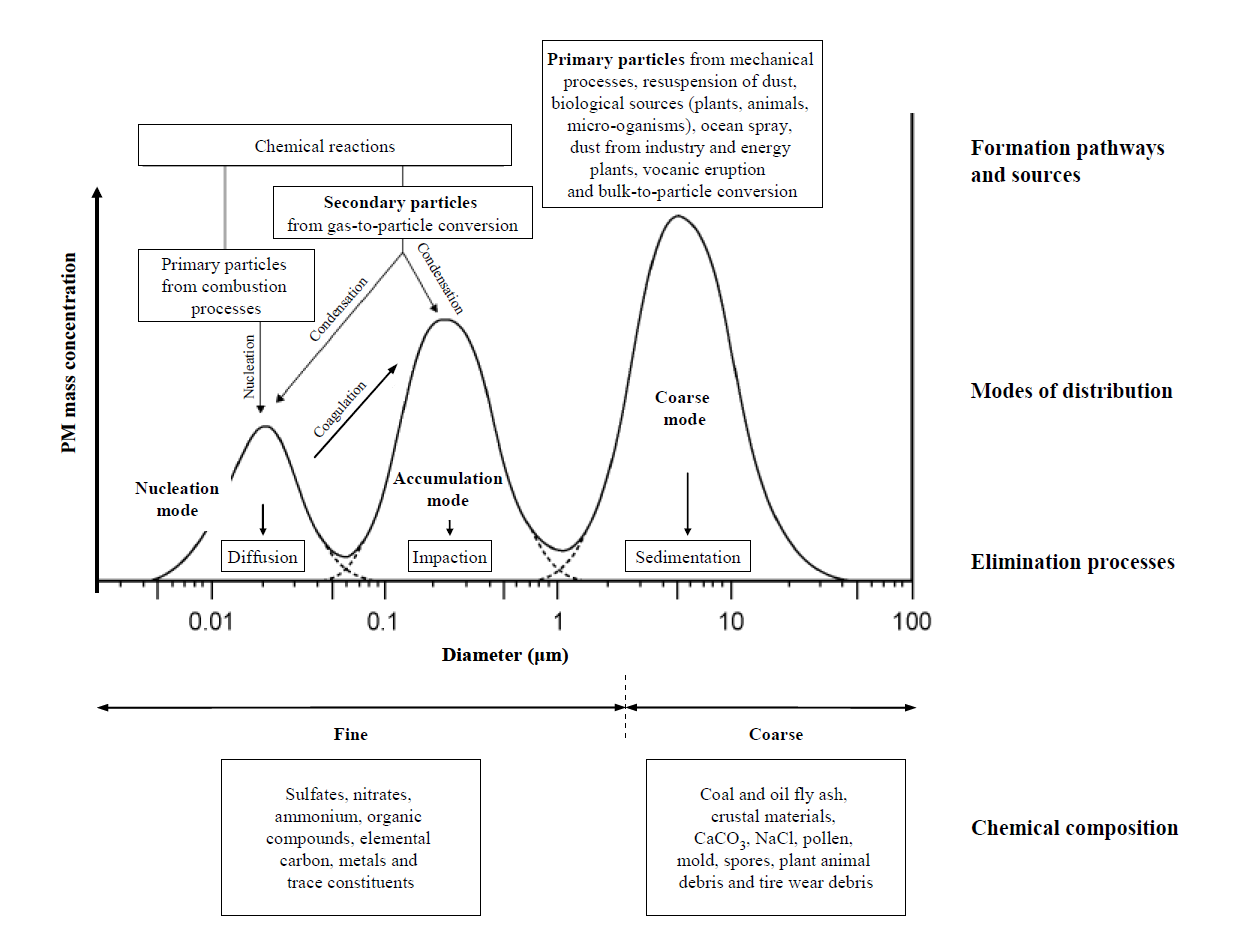 Primary particles from mechanical
processes, resuspension of dust,
biological sources (plants, animals,
micro-oganisms), ocean spray,
dust from industry and energy
plants, vocanic eruption
and bulk-to-particle conversion
Chemical reactions
Formation pathways
and sources
Secondary particles
from gas-to-particle conversion
Primary particles
from combustion
processes
Condensation
Condensation
Nucleation
Coagulation
PM mass concentration
Modes of distribution
Coarse
mode
Nucleation
mode
Accumulation
mode
Diffusion
Impaction
Sedimentation
Elimination processes
0.01
0.1
1
10
100
Diameter (μm)
Fine
Coarse
Sulfates, nitrates,
ammonium, organic
compounds, elemental
carbon, metals and
trace constituents
Coal and oil fly ash,
crustal materials,
CaCO3, NaCl, pollen,
mold, spores, plant animal
debris and tire wear debris
Chemical composition